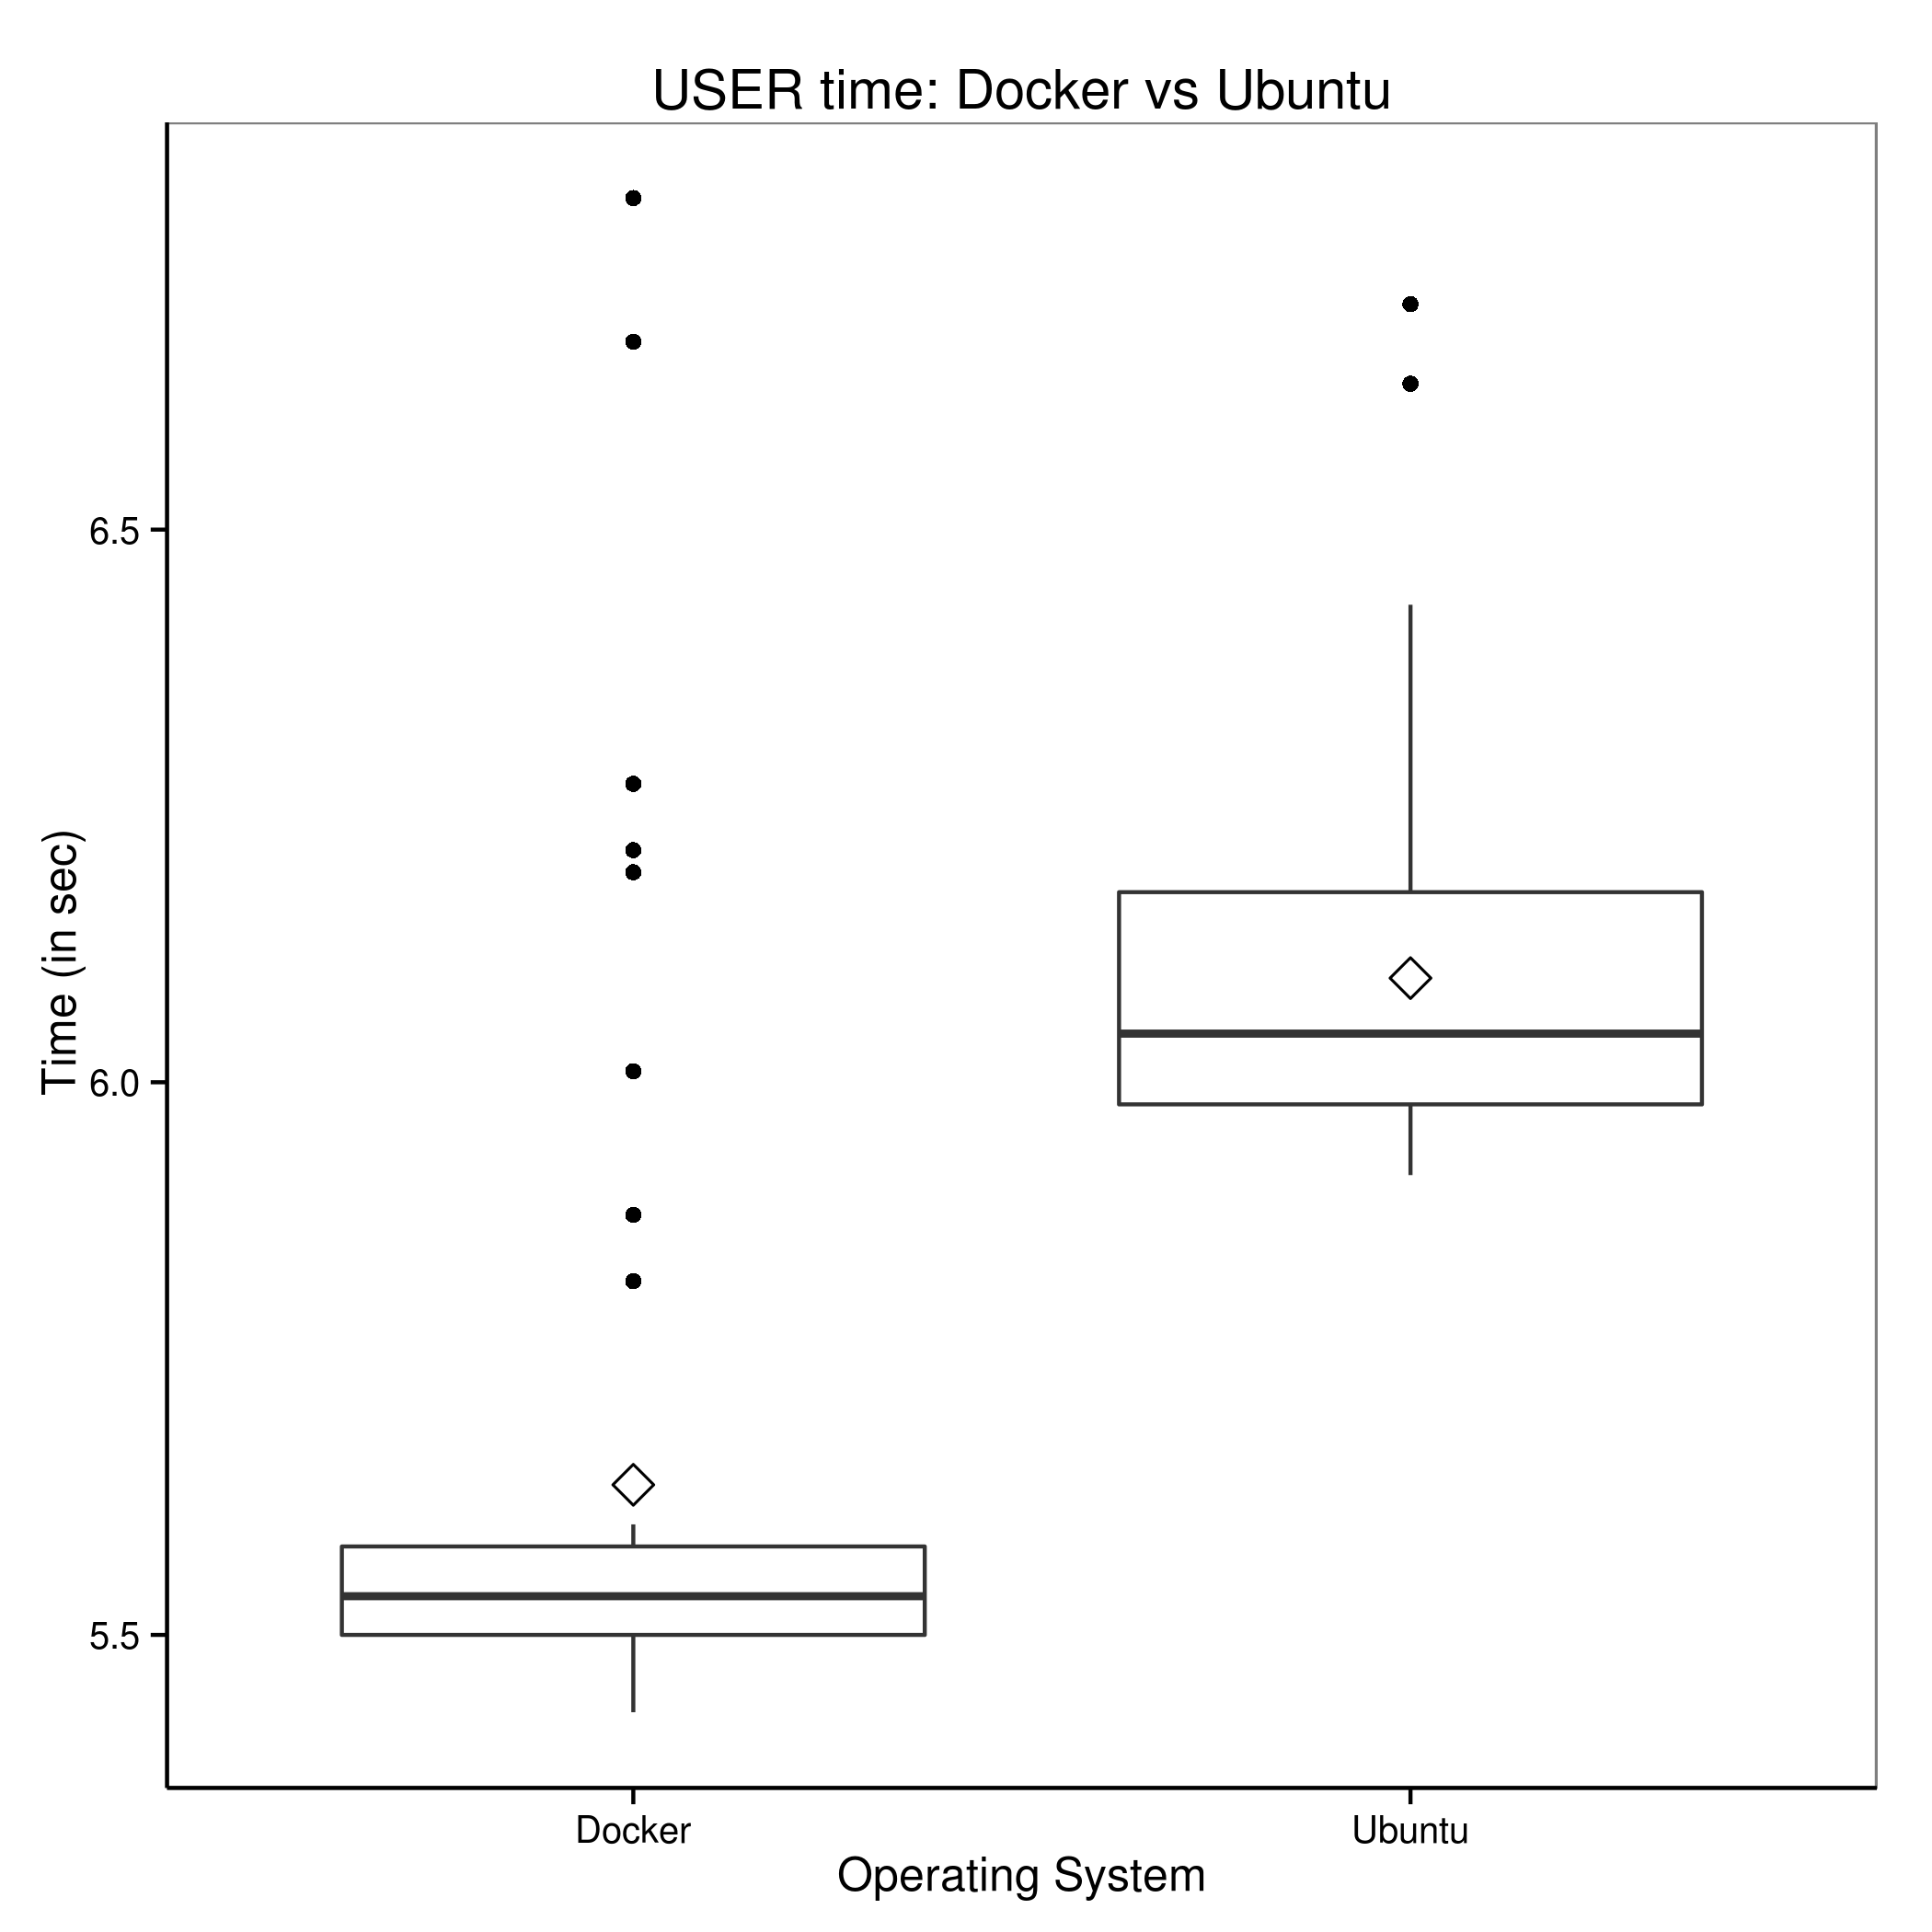 USER time: Docker vs Ubuntu
Time (in sec)
6.5
6.0
5.5
Docker
Ubuntu
Operating System